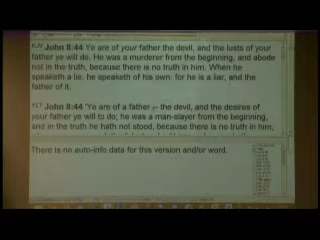 KJV John 8:44 Ye are of your father the devil, and the lusts of your
father ye will do. He was a murderer from the beginning, and abode
not in the truth, because there is no truth in him. When he
speaketh a lie, he speaketh of his own: for he is a liar, and the
father of it.
YLT John 8:44 'Ye are of a father -- the devil, and the desires of
your father ye will to do; he was a man-slayer from the beginning,
and in the truth he hath not stood, because there is no truth in him,
There is no auto-info data for this version and/or word.